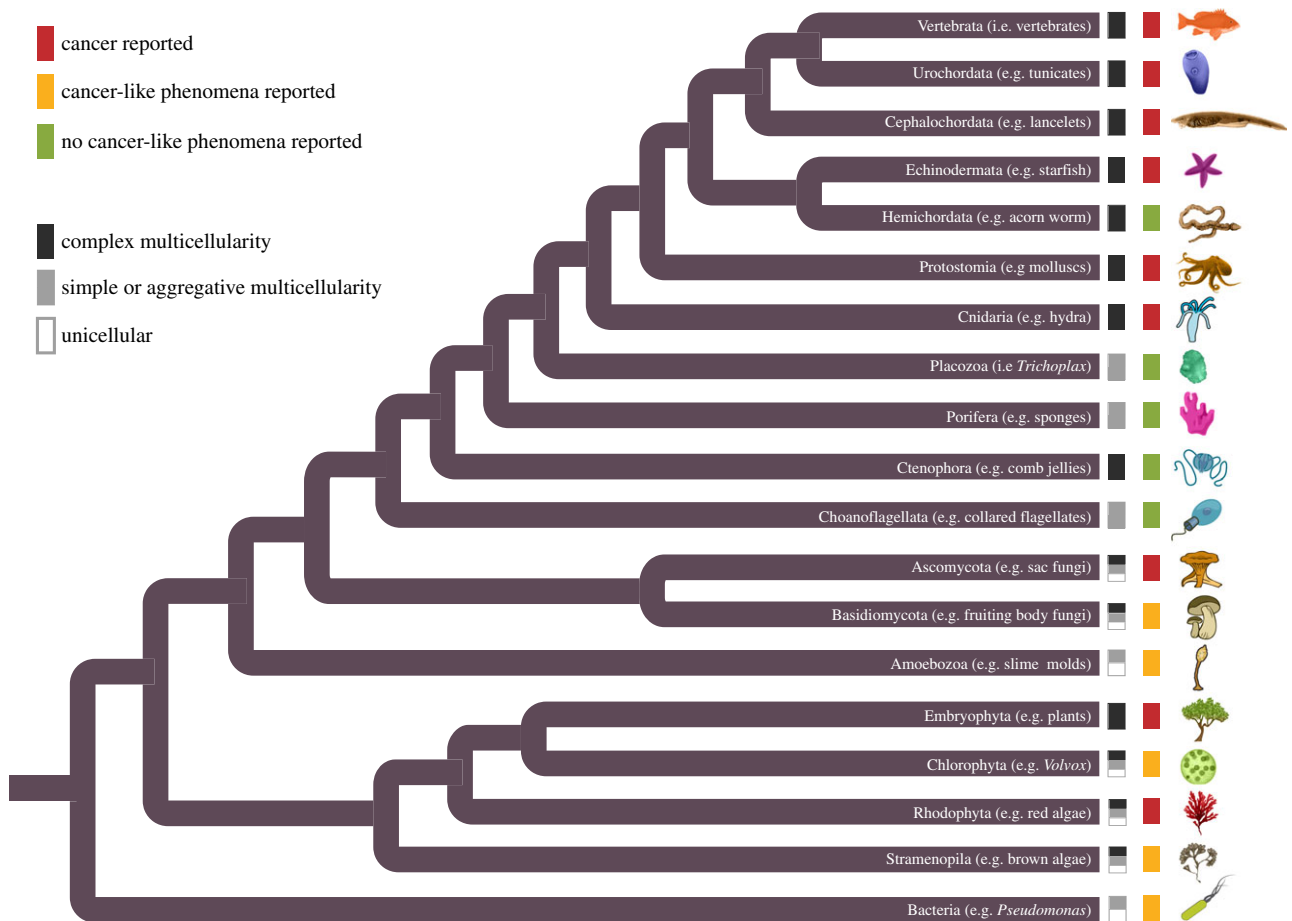 cancer reported
cancer-like phenomena reported
no cancer-like phenomena reported
complex multicellularity
simple or aggregative multicellularity
unicellular
Vertebrata (i.e. vertebrates)
Urochordata (e.g. tunicates)
Cephalochordata (e.g. lancelets)
Echinodermata (e.g. starfish)
Hemichordata (e.g. acorn worm)
Protostomia (e.g molluscs)
Cnidaria (e.g. hydra)
Placozoa (i.e Trichoplax)
Porifera (e.g. sponges)
Ctenophora (e.g. comb jellies)
Choanoflagellata (e.g. collared flagellates)
Ascomycota (e.g. sac fungi)
Basidiomycota (e.g. fruiting body fungi)
Amoebozoa (e.g. slime molds)
Embryophyta (e.g. plants)
Chlorophyta (e.g. Volvox)
Rhodophyta (e.g. red algae)
Stramenopila (e.g. brown algae)
Bacteria (e.g. Pseudomonas)